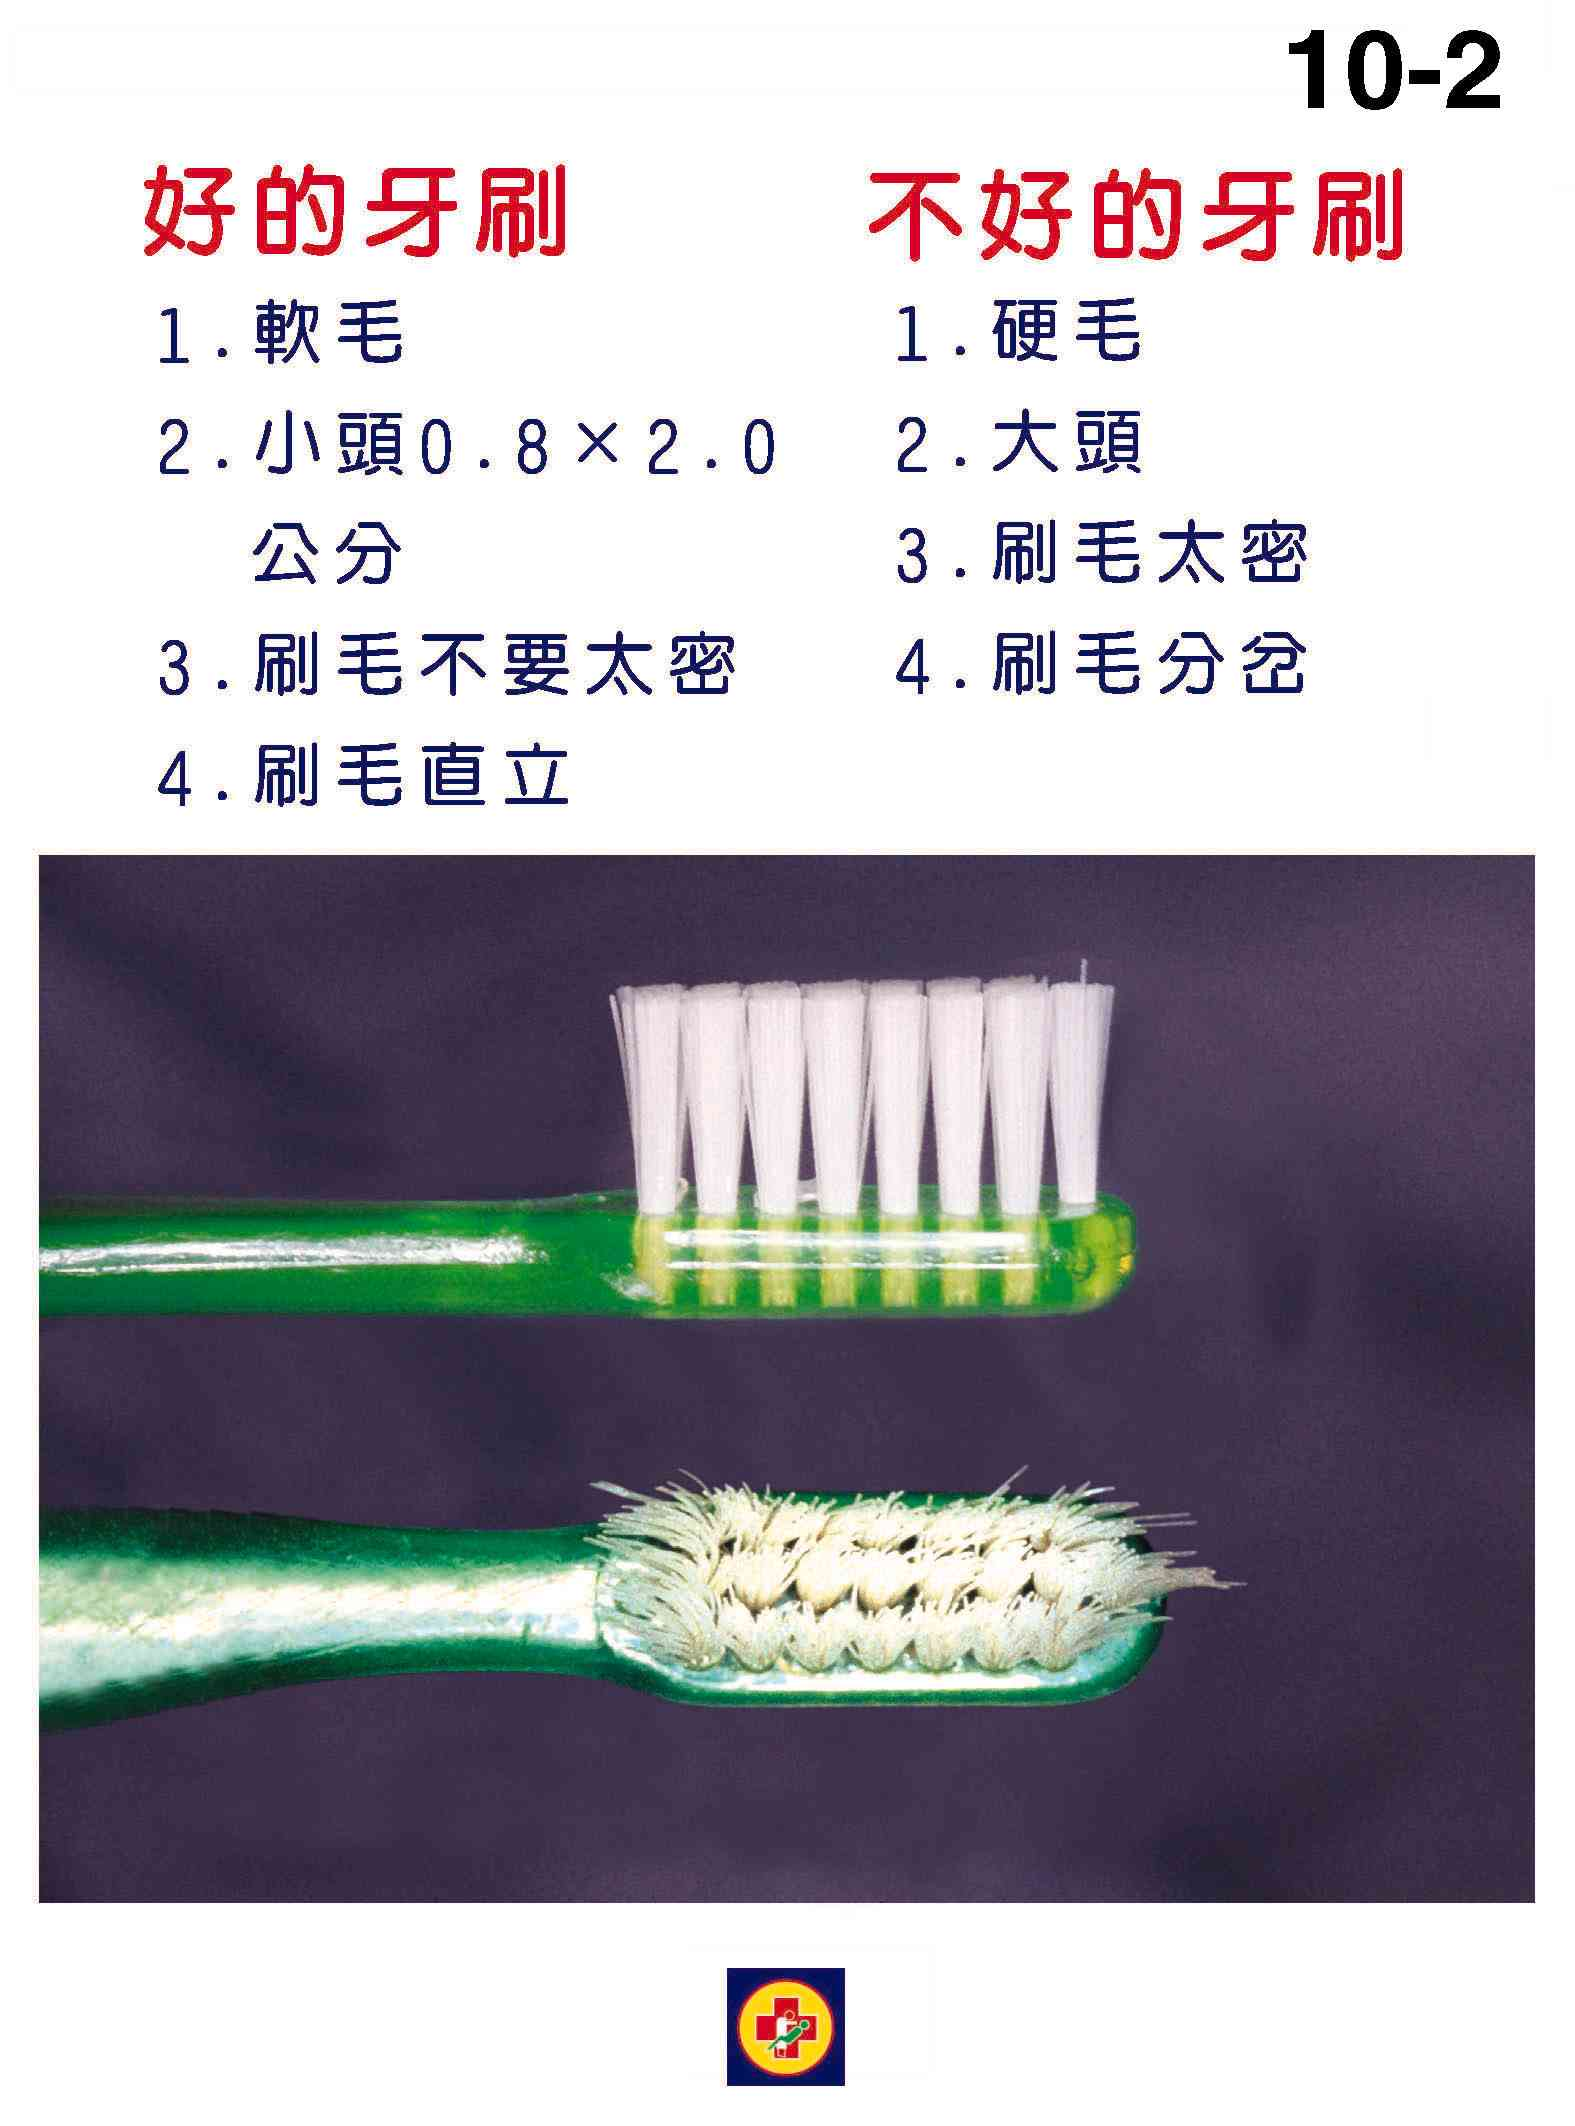 10-2
好的牙刷
1.軟毛
2.小頭0.8×2.0
公分
3.刷毛不要太密
4.刷毛直立
不好的牙刷
1.硬毛
2.大頭
3.刷毛太密
4.刷毛分岔